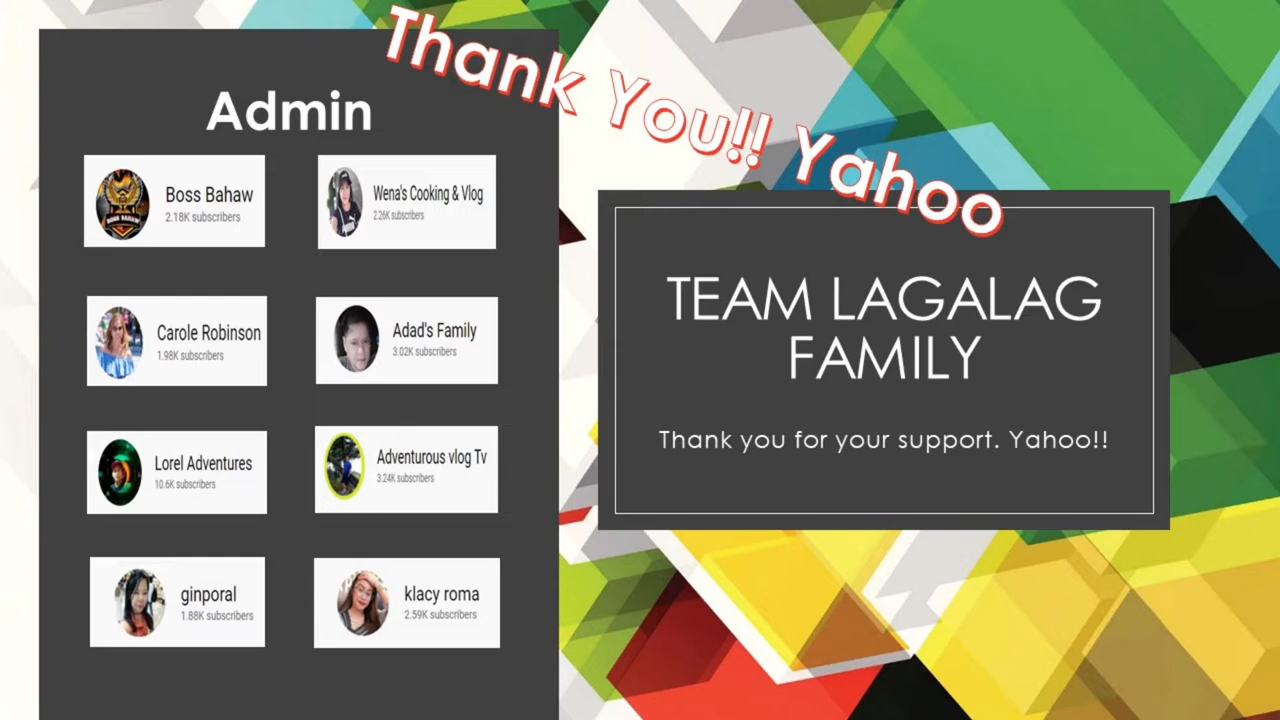 Thank You!! Yahoo
Admin
Boss Bahaw
2.18K subscribers
Wena's Cooking & Vlog
2.26K subscribers
Carole Robinson
1.98K subscribers
Adad's Family
3.02K subscribers
Lorel Adventures
10.6K subscribers
Adventurous vlog Tv
3.24K subscribers
ginporal
1.88K subscribers
klacy roma
2.59K subscribers
TEAM LAGALAG
FAMILY
Thank you for your support. Yahoo!!
BOSS BAHAW